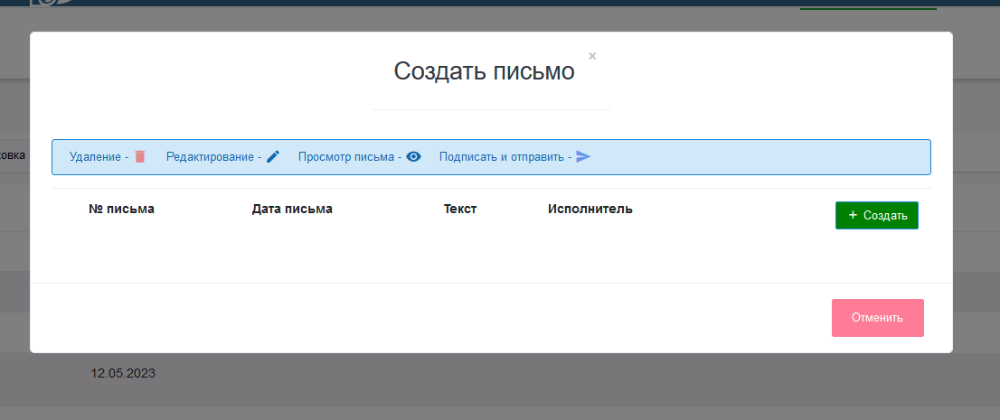 ×
Создать письмо
Удаление - Редактирование - Просмотр письма - Подписать и отправить -
№ письма Дата письма Текст Исполнитель + Создать
Отменить
12.05.2023